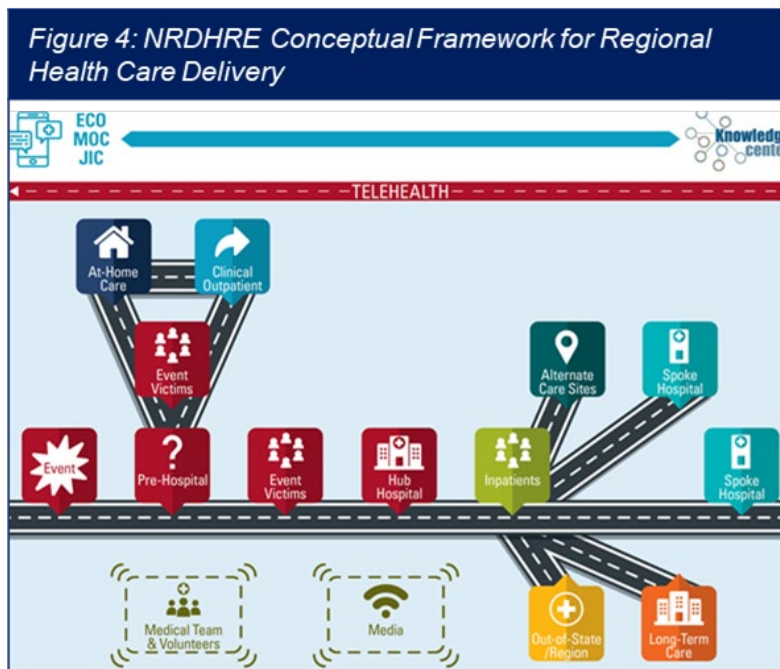 Figure 4: NRDHRE Conceptual Framework for Regional
Health Care Delivery
ECO
MOC
JIC
Knowledge
center
TELEHEALTH
At-Home
Care
Clinical
Outpatient
Event
Victims
Alternate
Care Sites
Spoke
Hospital
Event
?
Pre-Hospital
Event
Victims
Hub
Hospital
Inpatients
Spoke
Hospital
Medical Team
& Volunteers
Media
Out-of-State
/Region
Long-Term
Care